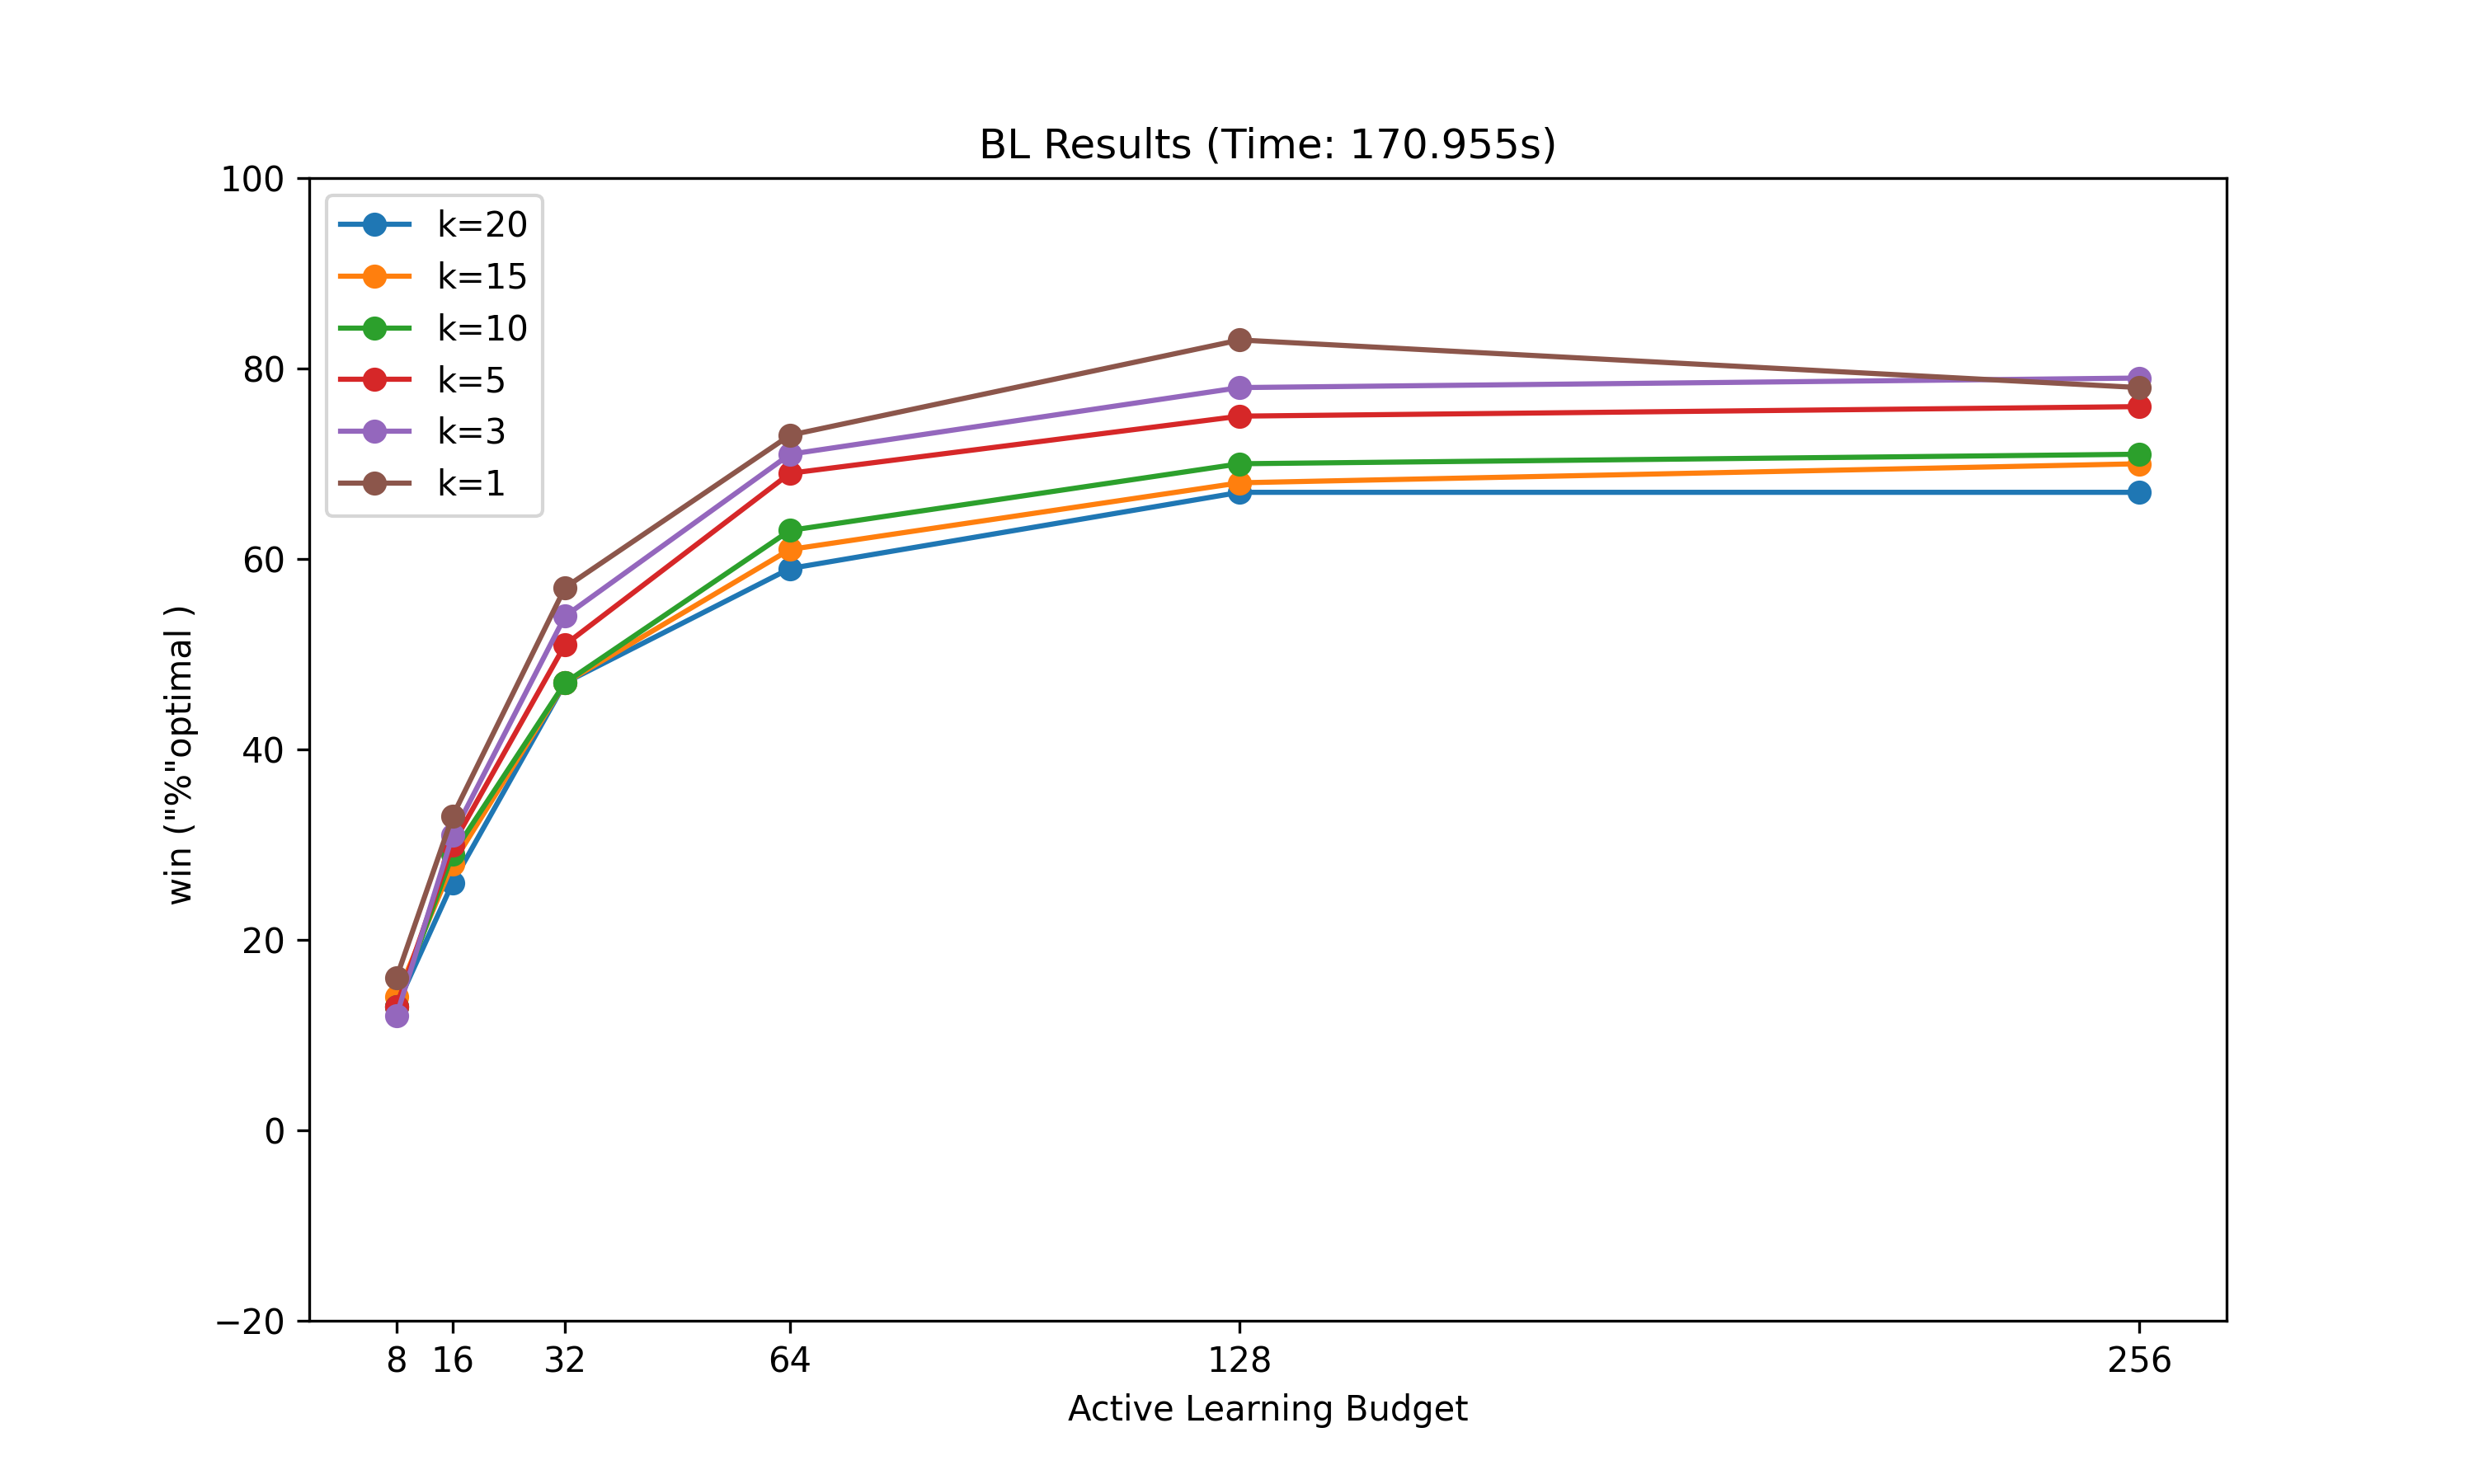 BL Results (Time: 170.955s)
100
80
60
40
20
0
−20
win ("%"optimal )
k=20
k=15
k=10
k=5
k=3
k=1
8 16 32 64 128 256
Active Learning Budget